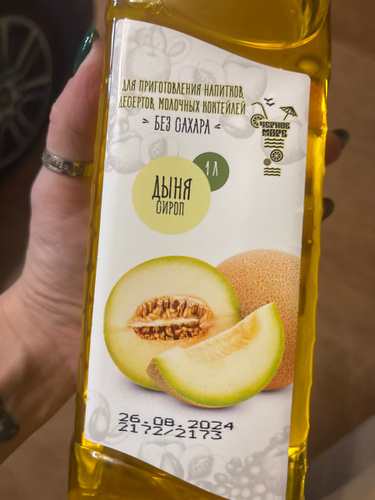 ДЛЯ ПРИГОТОВЛЕНИЯ НАПИТКОВ,
ДЕСЕРТОВ, МОЛОЧНЫХ КОКТЕЙЛЕЙ
БЕЗ САХАРА
ЧЕРНОЕ
МОРЕ
1 Л
ДЫНЯ
СИРОП
26.08.2024
2172/2173